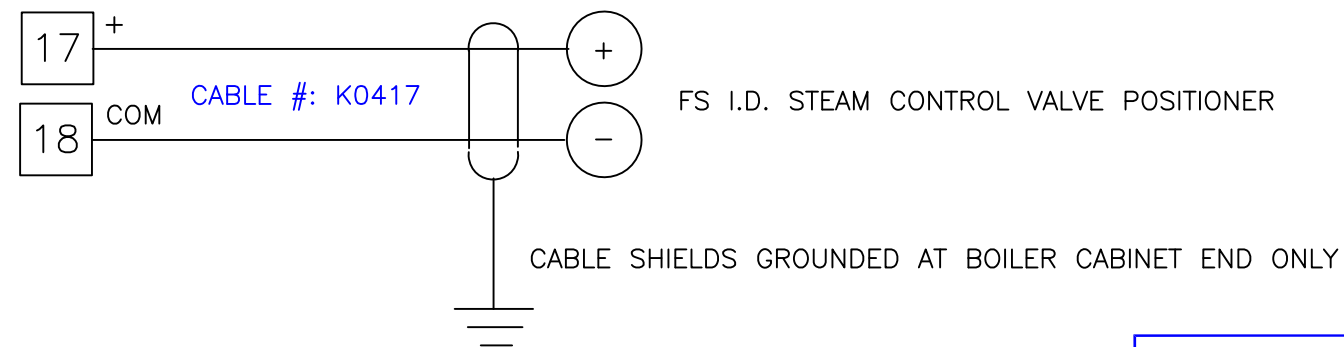 17 +
CABLE #: K0417
18 COM
+
-
FS I.D. STEAM CONTROL VALVE POSITIONER
CABLE SHIELDS GROUNDED AT BOILER CABINET END ONLY